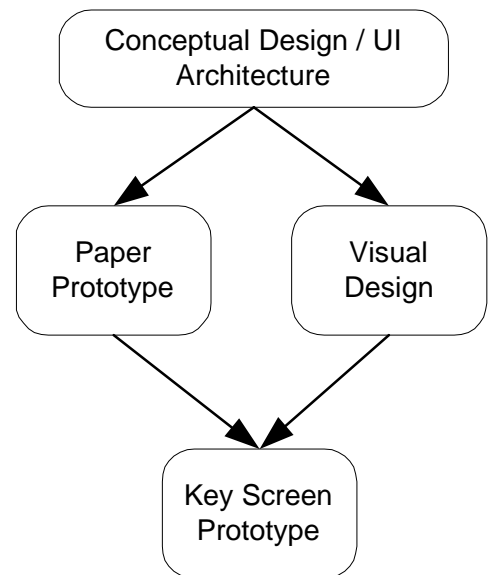 Conceptual Design / UI
Architecture
Paper
Prototype
Visual
Design
Key Screen
Prototype